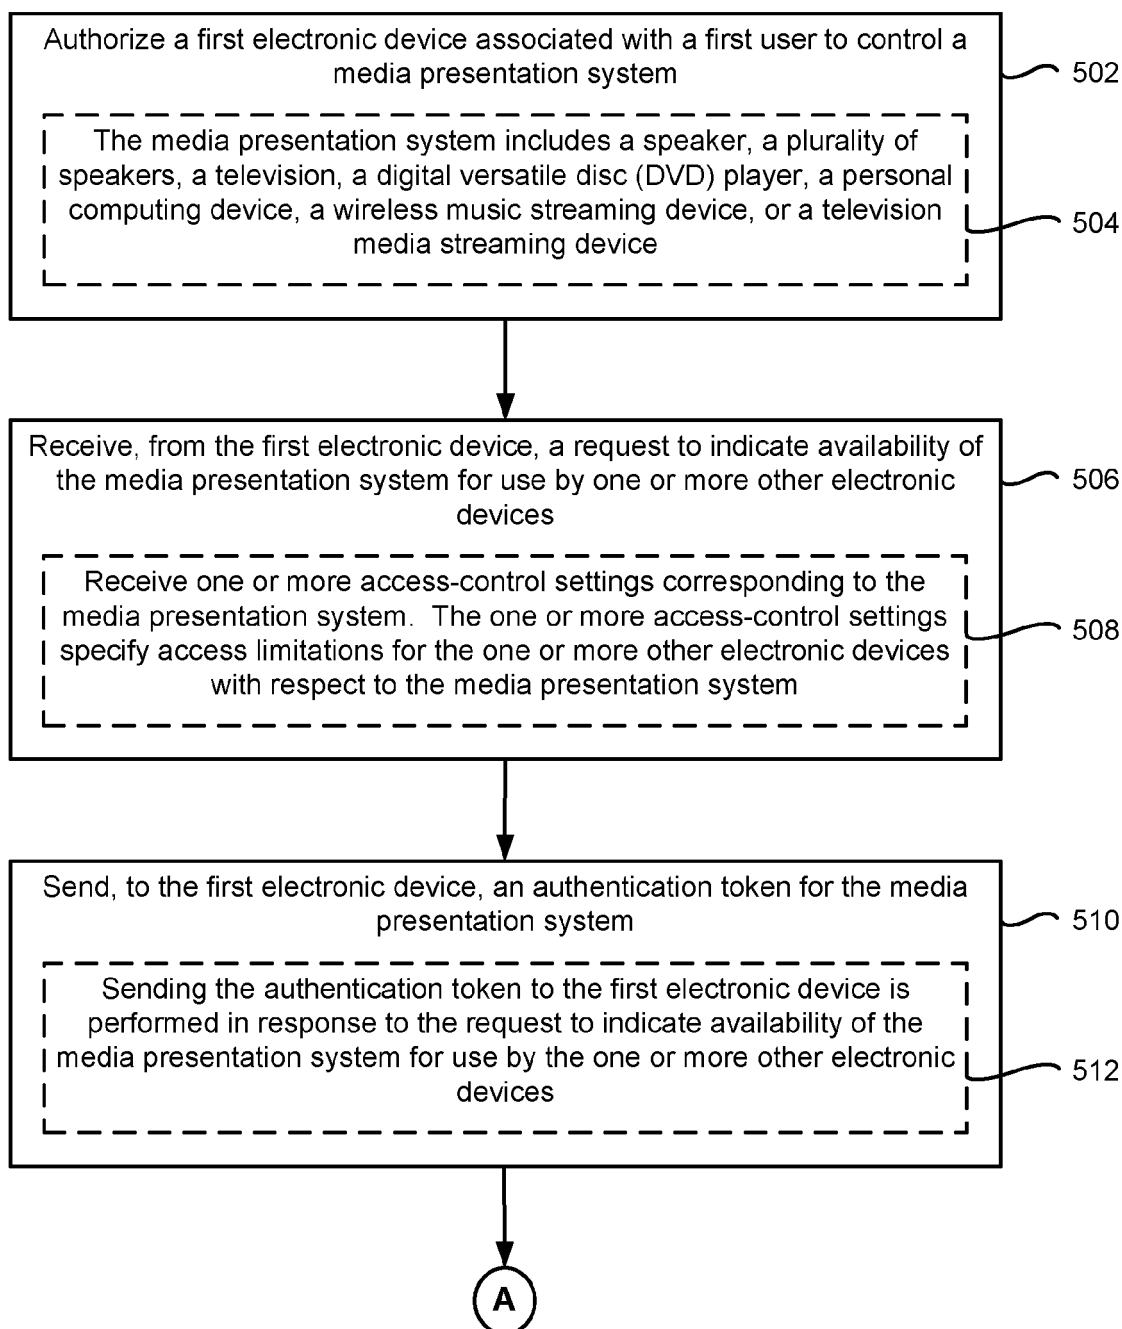 Authorize a first electronic device associated with a first user to control a
media presentation system
502
The media presentation system includes a speaker, a plurality of
speakers, a television, a digital versatile disc (DVD) player, a personal
computing device, a wireless music streaming device, or a television
media streaming device
504
Receive, from the first electronic device, a request to indicate availability of
the media presentation system for use by one or more other electronic
devices
506
Receive one or more access-control settings corresponding to the
media presentation system.  The one or more access-control settings
specify access limitations for the one or more other electronic devices
with respect to the media presentation system
508
Send, to the first electronic device, an authentication token for the media
presentation system
510
Sending the authentication token to the first electronic device is
performed in response to the request to indicate availability of the
media presentation system for use by the one or more other electronic
devices
512
A